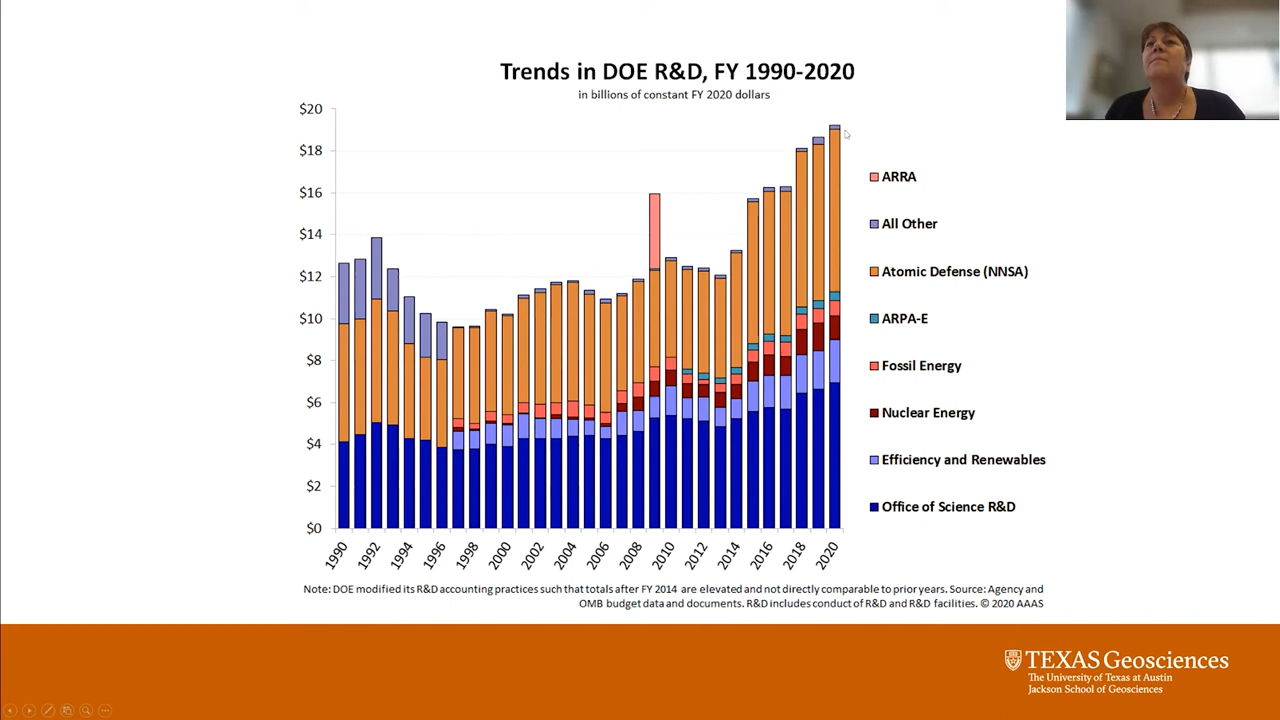 Trends in DOE R&D, FY 1990-2020
in billions of constant FY 2020 dollars
$20
$18
$16
$14
$12
$10
$8
$6
$4
$2
$0
1990
1992
1994
1996
1998
2000
2002
2004
2006
2008
2010
2012
2014
2016
2018
2020
ARRA
All Other
Atomic Defense (NNSA)
ARPA-E
Fossil Energy
Nuclear Energy
Efficiency and Renewables
Office of Science R&D
Note: DOE modified its R&D accounting practices such that totals after FY 2014 are elevated and not directly comparable to prior years. Source: Agency and
OMB budget data and documents. R&D includes conduct of R&D and R&D facilities. © 2020 AAAS
TEXAS Geosciences
The University of Texas at Austin
Jackson School of Geosciences